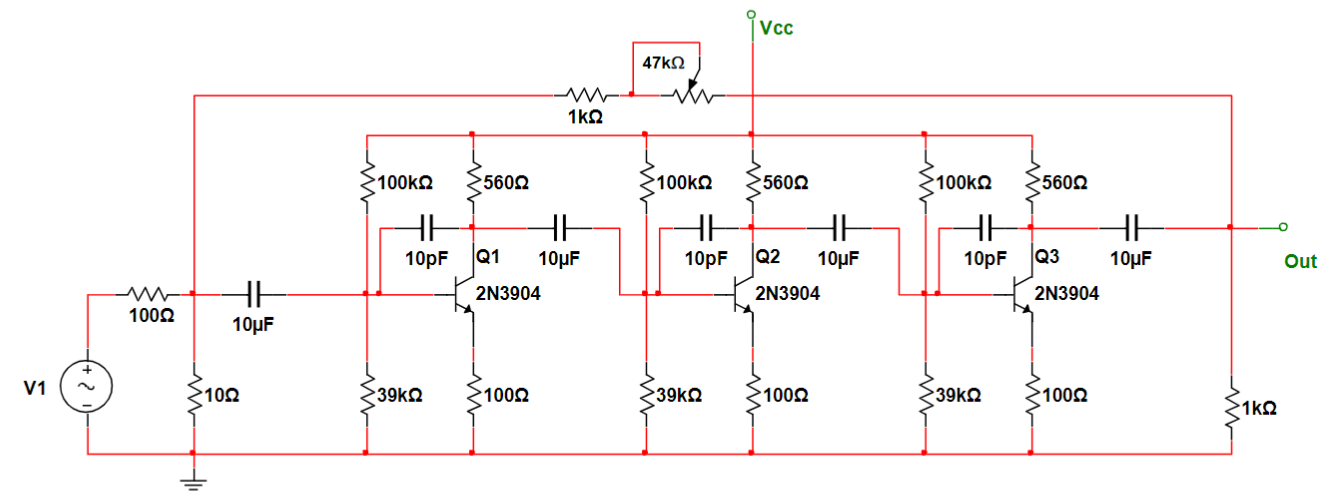 Vcc
47kΩ
1kΩ
100kΩ 560Ω 100kΩ 560Ω 100kΩ 560Ω
10pF Q1 10µF 10pF Q2 10µF 10pF Q3 10µF Out
2N3904 2N3904 2N3904
100Ω 10µF
V1 10Ω 39kΩ 100Ω 39kΩ 100Ω 39kΩ 100Ω 1kΩ